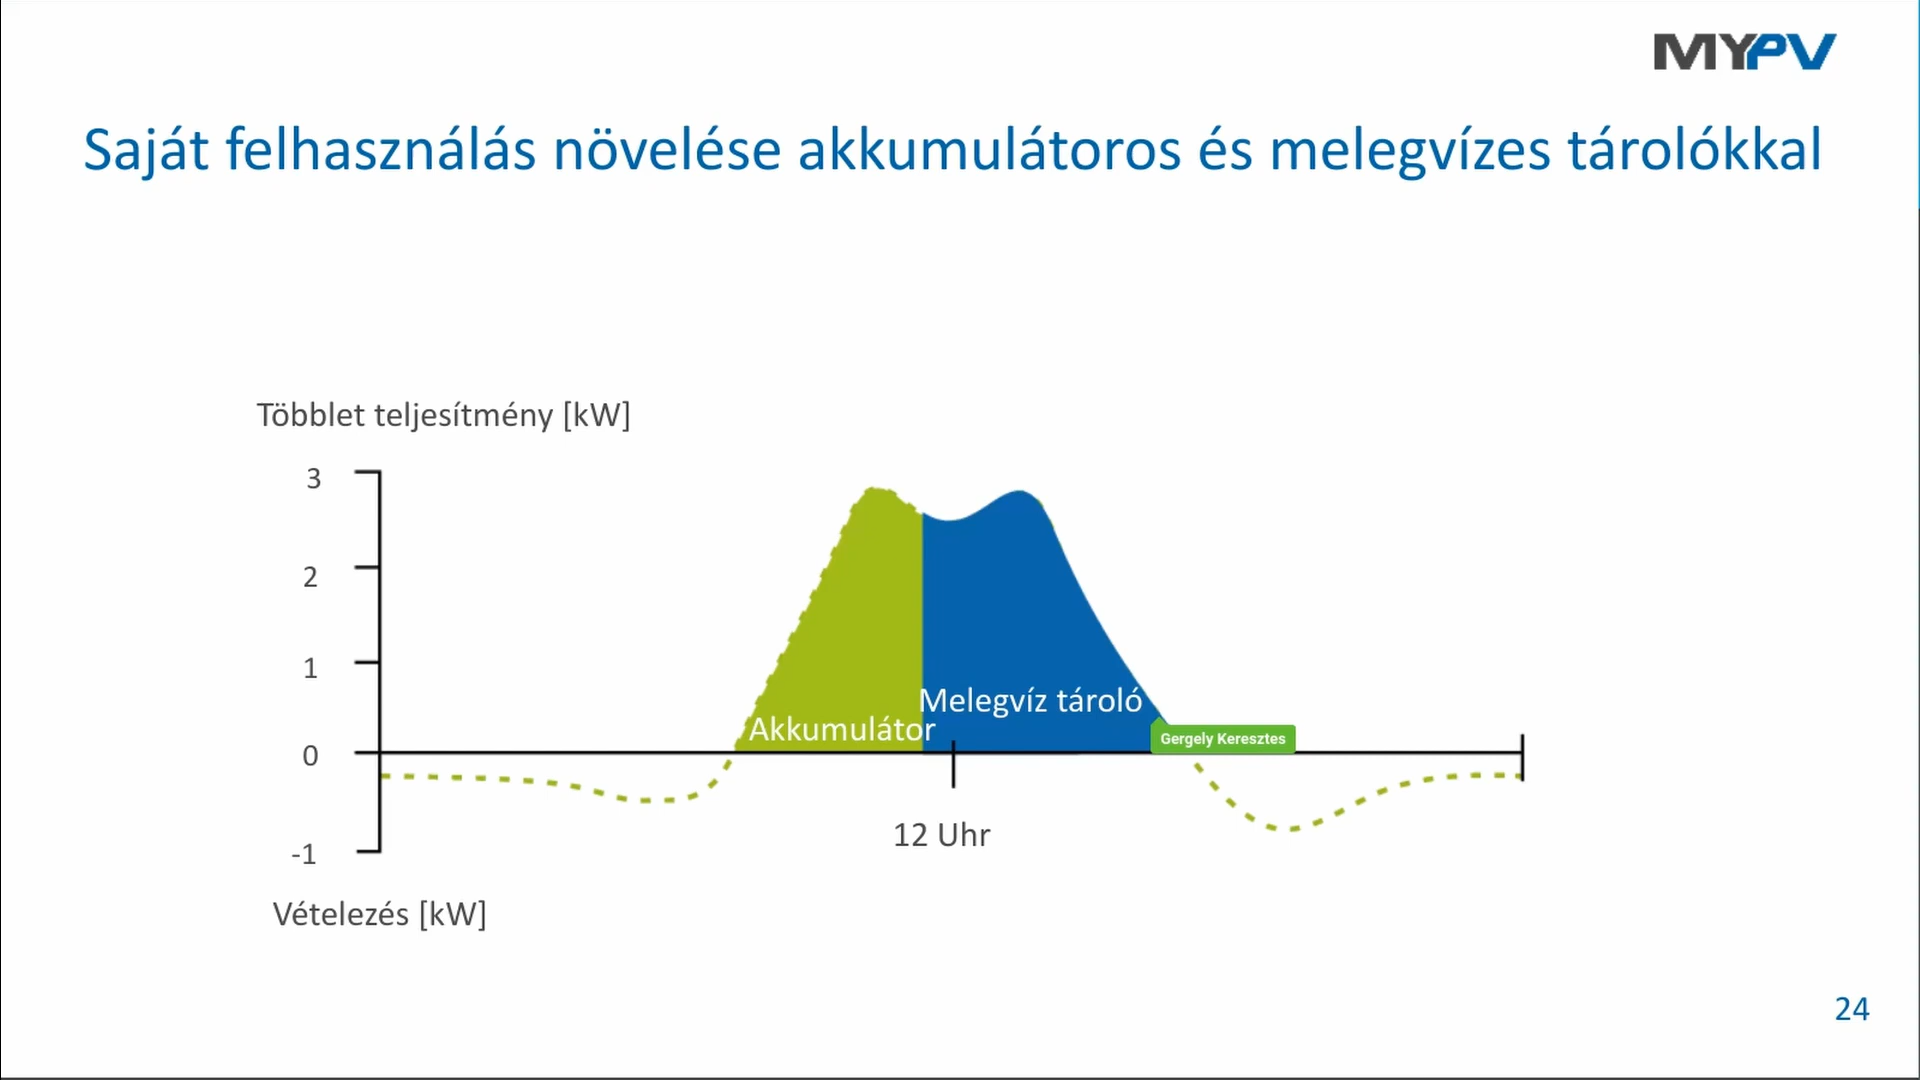 MYPV
Saját felhasználás növelése akkumulátoros és melegvízes tárolókkal
Többlet teljesítmény [kW]
3
2
1
0
-1
Melegvíz tároló
Akkumulátor
Gergely Keresztes
12 Uhr
Vételezés [kW]
24